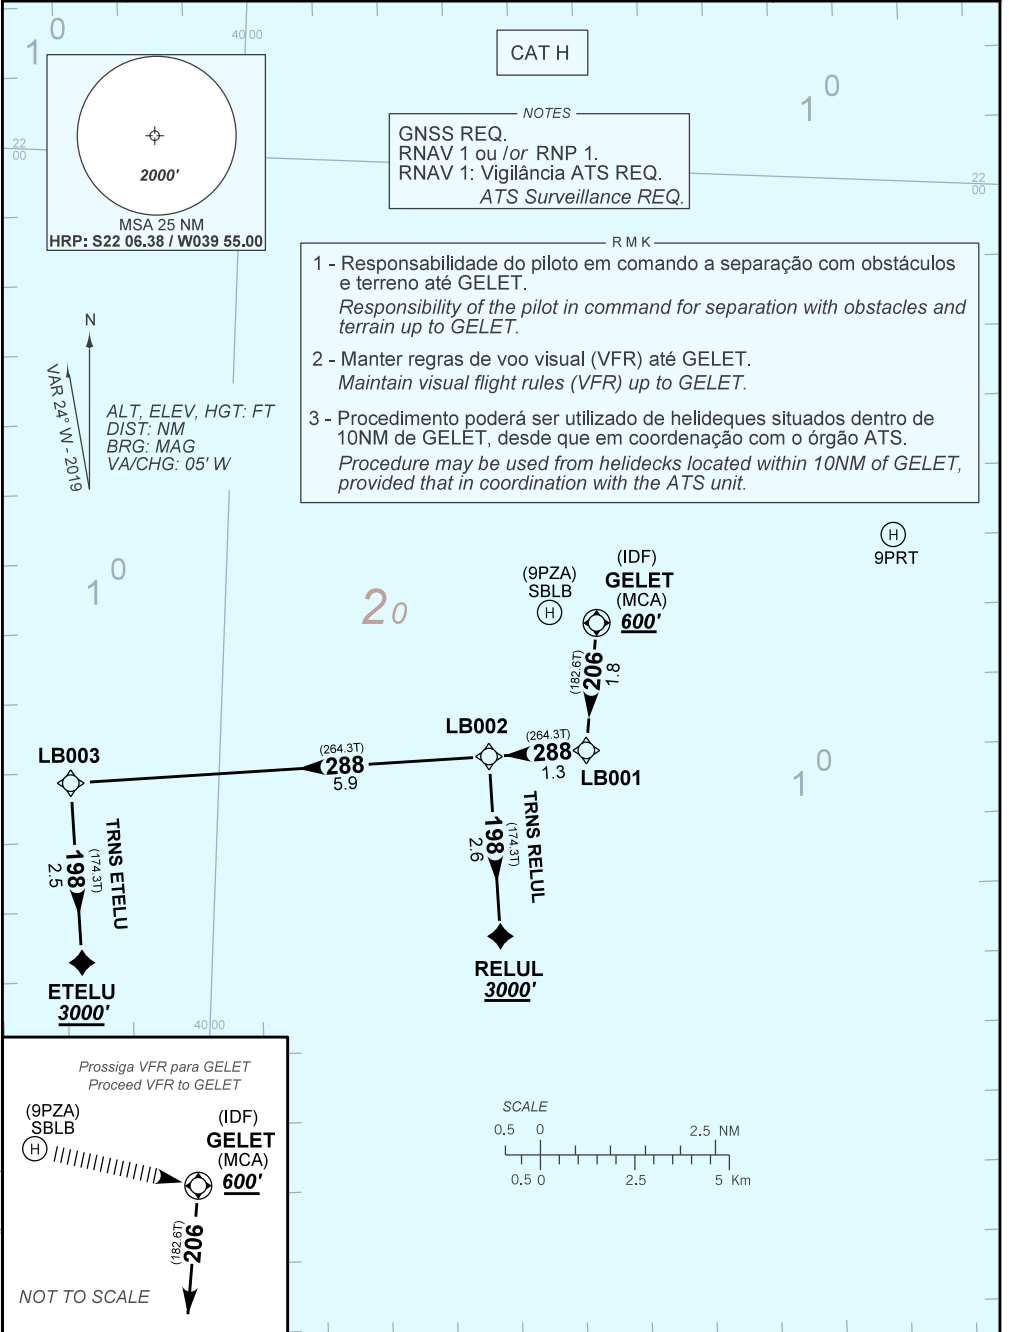 1 0
40 00
CAT H
1 0
NOTES
GNSS REQ.
RNAV 1 ou /or RNP 1.
RNAV 1: Vigilância ATS REQ.
ATS Surveillance REQ.
22
00
22
00
2000'
MSA 25 NM
HRP: S22 06.38 / W039 55.00
RMK
1 - Responsabilidade do piloto em comando a separação com obstáculos
e terreno até GELET.
Responsibility of the pilot in command for separation with obstacles and
terrain up to GELET.
2 - Manter regras de voo visual (VFR) até GELET.
Maintain visual flight rules (VFR) up to GELET.
3 - Procedimento poderá ser utilizado de helideques situados dentro de
10NM de GELET, desde que em coordenação com o órgão ATS.
Procedure may be used from helidecks located within 10NM of GELET,
provided that in coordination with the ATS unit.
N
VAR 24° W - 2019
ALT, ELEV, HGT: FT
DIST: NM
BRG: MAG
VA/CHG: 05' W
H
9PRT
1 0
20
(9PZA)
SBLB
H
(IDF)
GELET
(MCA)
600'
(182.6T)
206
1.8
LB002
(264.3T)
288
1.3
LB001
LB003
(264.3T)
288
5.9
1 0
TRNS ETELU
(174.3T)
198
2.5
TRNS RELUL
(174.3T)
198
2.6
ETELU
3000'
RELUL
3000'
40 00
Prossiga VFR para GELET
Proceed VFR to GELET
(9PZA)
SBLB
H
(IDF)
GELET
(MCA)
600'
(182.6T)
206
NOT TO SCALE
SCALE
0.5 0 2.5 NM
0.5 0 2.5 5 Km